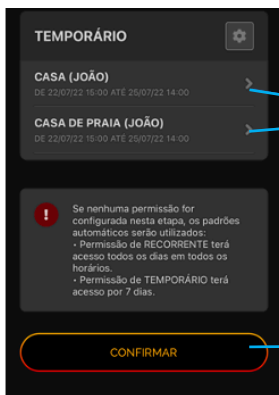 TEMPORÁRIO
CASA (JOÃO)
DE 22/07/22 15:00 ATÉ 25/07/22 14:00
CASA DE PRAIA (JOÃO)
DE 22/07/22 15:00 ATÉ 25/07/22 14:00
Se nenhuma permissão for
configurada nesta etapa, os padrões
automáticos serão utilizados:
• Permissão de RECORRENTE terá
acesso todos os dias em todos os
horários.
• Permissão de TEMPORÁRIO terá
acesso por 7 dias.
CONFIRMAR